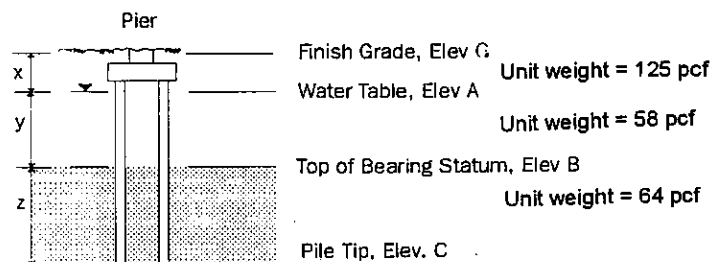 Pier
Finish Grade, Elev G
Unit weight = 125 pcf
x
Water Table, Elev A
y
Unit weight = 58 pcf
Top of Bearing Statum, Elev B
z
Unit weight = 64 pcf
Pile Tip, Elev. C